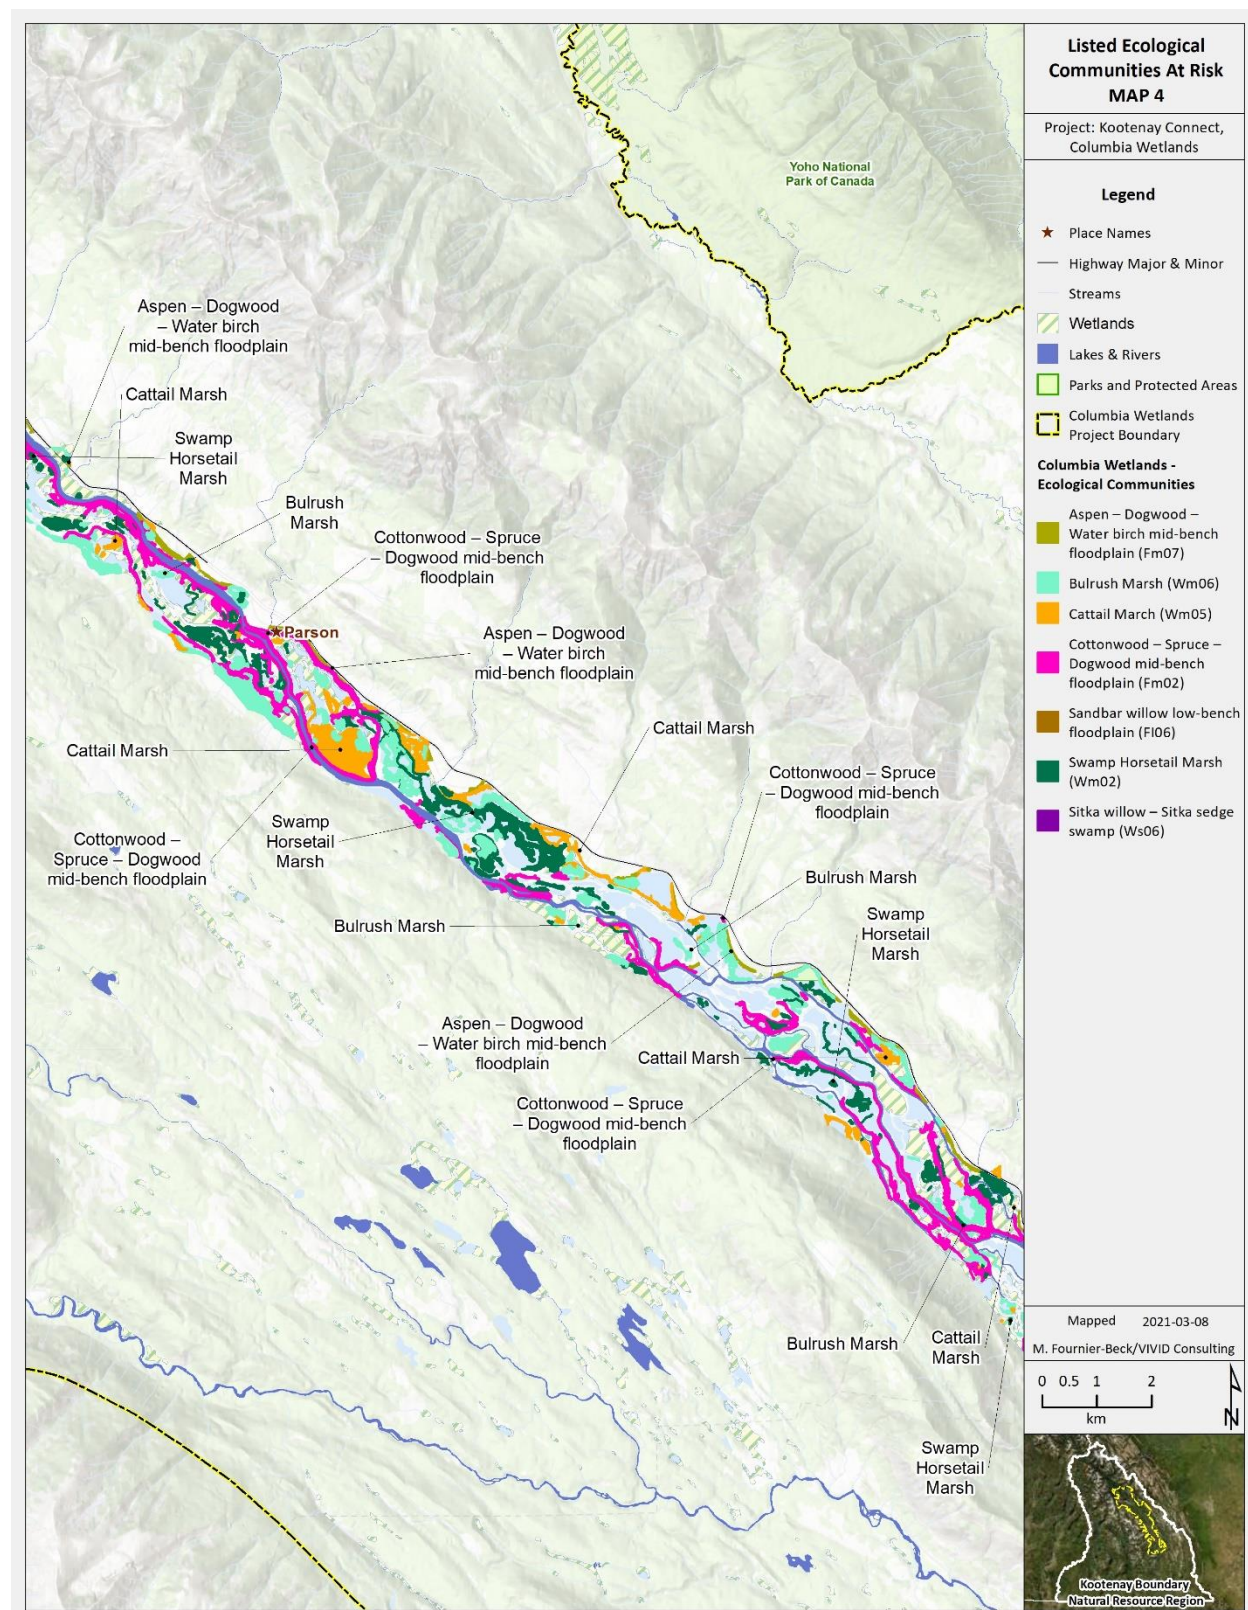 Listed Ecological
Communities At Risk
MAP 4
Project: Kootenay Connect,
Columbia Wetlands
Legend
Place Names
Highway Major & Minor
Streams
Wetlands
Lakes & Rivers
Parks and Protected Areas
Columbia Wetlands
Project Boundary
Columbia Wetlands -
Ecological Communities
Aspen – Dogwood –
Water birch mid-bench
floodplain (Fm07)
Bulrush Marsh (Wm06)
Cattail March (Wm05)
Cottonwood – Spruce –
Dogwood mid-bench
floodplain (Fm02)
Sandbar willow low-bench
floodplain (Fl06)
Swamp Horsetail Marsh
(Wm02)
Sitka willow – Sitka sedge
swamp (Ws06)
Mapped 2021-03-08
M. Fournier-Beck/VIVID Consulting
0 0.5 1 2
km
N
Kootenay Boundary
Natural Resource Region
Yoho National
Park of Canada
Aspen – Dogwood
– Water birch
mid-bench floodplain
Cattail Marsh
Swamp
Horsetail
Marsh
Bulrush
Marsh
Cottonwood – Spruce
– Dogwood mid-bench
floodplain
Parson
Aspen – Dogwood
– Water birch
mid-bench floodplain
Cattail Marsh
Cattail Marsh
Cottonwood – Spruce
– Dogwood mid-bench
floodplain
Cottonwood –
Spruce – Dogwood
mid-bench floodplain
Swamp
Horsetail
Marsh
Bulrush Marsh
Bulrush Marsh
Swamp
Horsetail
Marsh
Aspen – Dogwood
– Water birch mid-bench
floodplain
Cattail Marsh
Cottonwood – Spruce
– Dogwood mid-bench
floodplain
Bulrush Marsh
Cattail
Marsh
Swamp
Horsetail
Marsh